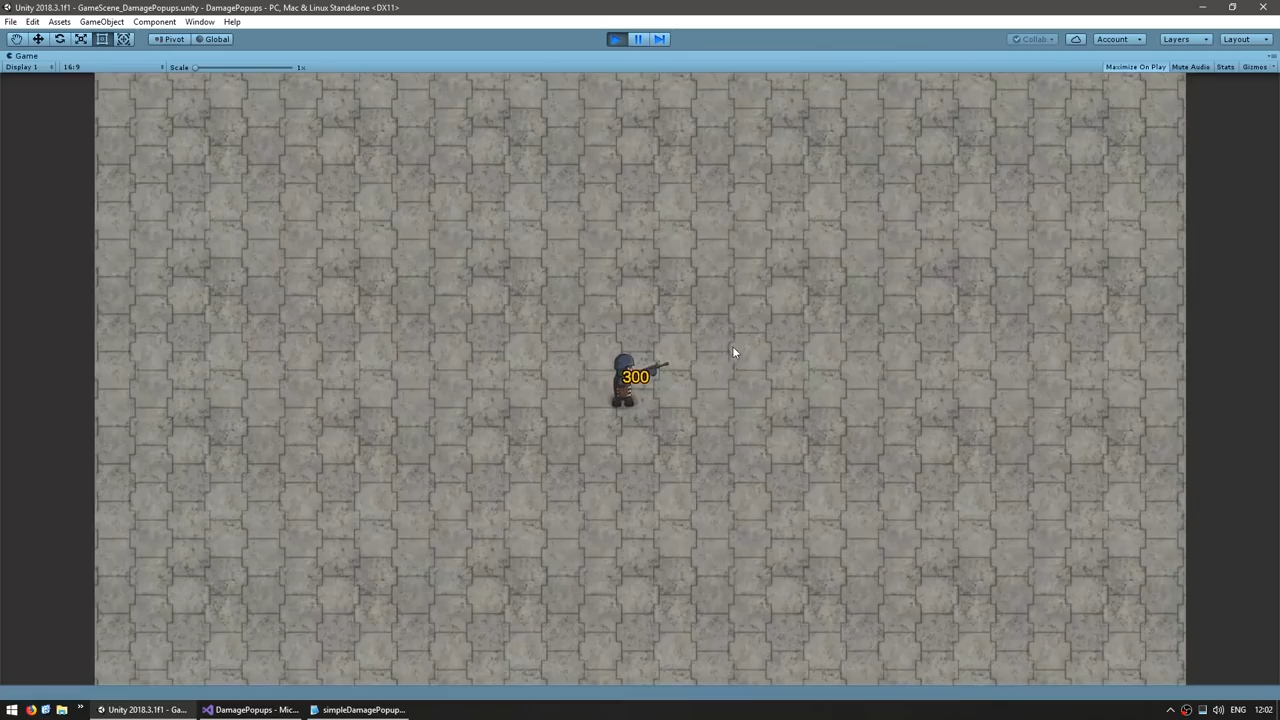 Unity 2018.3.1f1 - GameScene_DamagePopups.unity - DamagePopups - PC, Mac & Linux Standalone <DX11>
File Edit Assets GameObject Component Window Help
Pivot Global Collab Account Layers Layout
Game
Display 1 16:9 Scale 1x Maximize On Play Mute Audio Stats Gizmos
300
Unity 2018.3.1f1 - Ga... DamagePopups - Mic... simpleDamagePopup... ENG 12:02